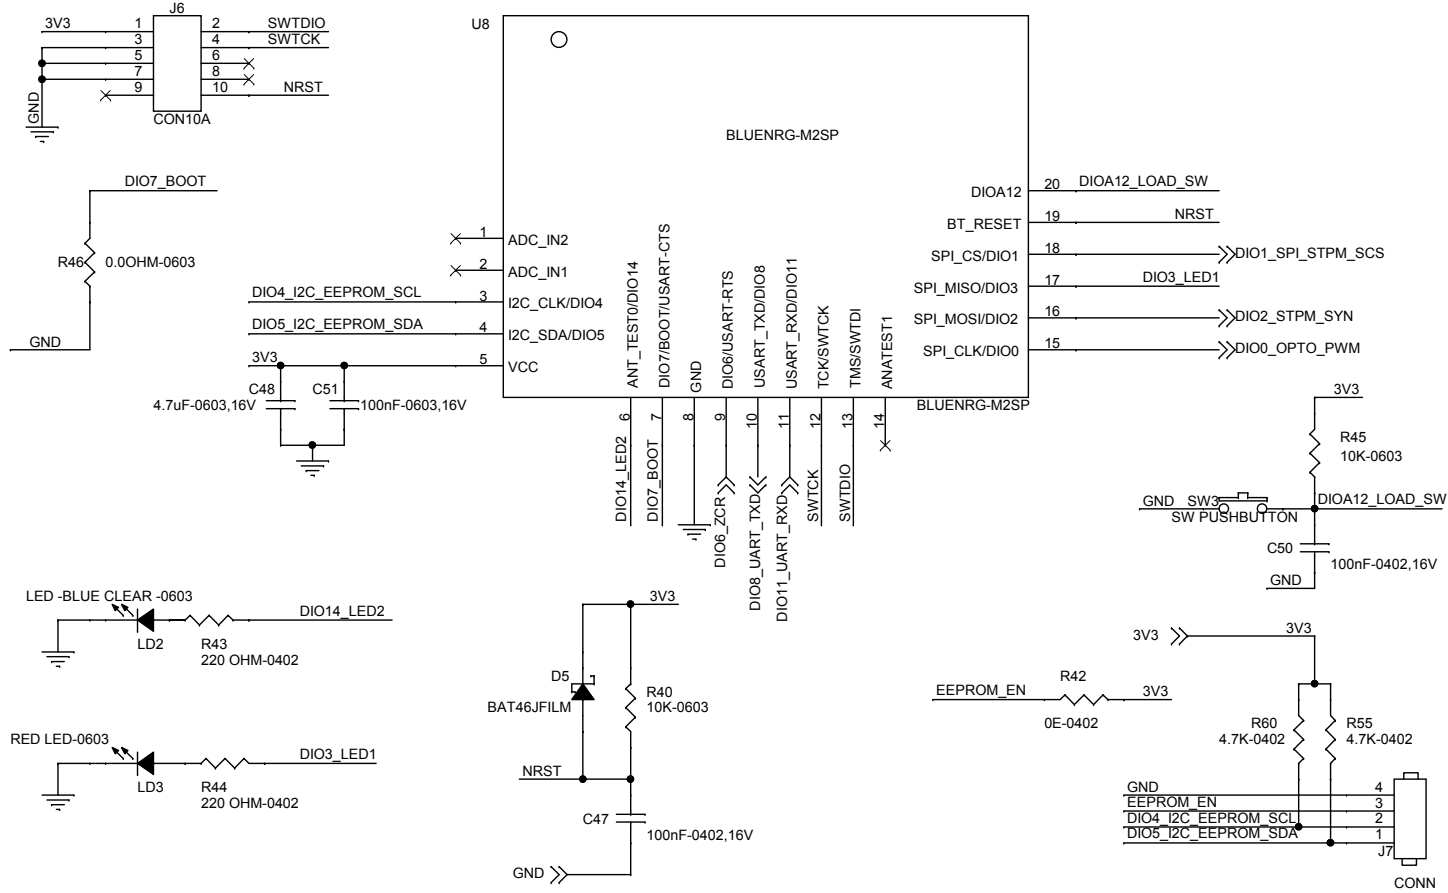 J6
3V3 1 2 SWTDIO
3 4 SWTCK
5 6
7 8
9 10 NRST
GND
CON10A
DIO7_BOOT
R46 0.0OHM-0603
GND
U8
BLUENRG-M2SP
1 ADC_IN2
2 ADC_IN1
DIO4_I2C_EEPROM_SCL 3 I2C_CLK/DIO4
DIO5_I2C_EEPROM_SDA 4 I2C_SDA/DIO5
3V3 5 VCC
C48
4.7uF-0603,16V
C51
100nF-0603,16V
DIOA12 20 DIOA12_LOAD_SW
BT_RESET 19 NRST
SPI_CS/DIO1 18 DIO1_SPI_STPM_SCS
SPI_MISO/DIO3 17 DIO3_LED1
SPI_MOSI/DIO2 16 DIO2_STPM_SYN
SPI_CLK/DIO0 15 DIO0_OPTO_PWM
ANT_TEST0/DIO14 6 DIO14_LED2
DIO7/BOOT/USART-CTS 7 DIO7_BOOT
GND 8
DIO6/USART-RTS 9 DIO6_ZCR
USART_TXD/DIO8 10 DIO8_UART_TXD
USART_RXD/DIO11 11 DIO11_UART_RXD
TCK/SWTCK 12 SWTCK
TMS/SWTDI 13 SWTDIO
ANATEST1 14
BLUENRG-M2SP
3V3
R45
10K-0603
GND SW3 DIOA12_LOAD_SW
SW PUSHBUTTON
C50
100nF-0402,16V
GND
LED -BLUE CLEAR -0603
DIO14_LED2
LD2
R43
220 OHM-0402
RED LED-0603
DIO3_LED1
LD3
R44
220 OHM-0402
3V3
D5
BAT46JFILM
R40
10K-0603
NRST
C47
100nF-0402,16V
GND
EEPROM_EN R42 3V3
0E-0402
3V3 3V3
R60
4.7K-0402
R55
4.7K-0402
GND 4
EEPROM_EN 3
DIO4_I2C_EEPROM_SCL 2
DIO5_I2C_EEPROM_SDA 1
J7
CONN